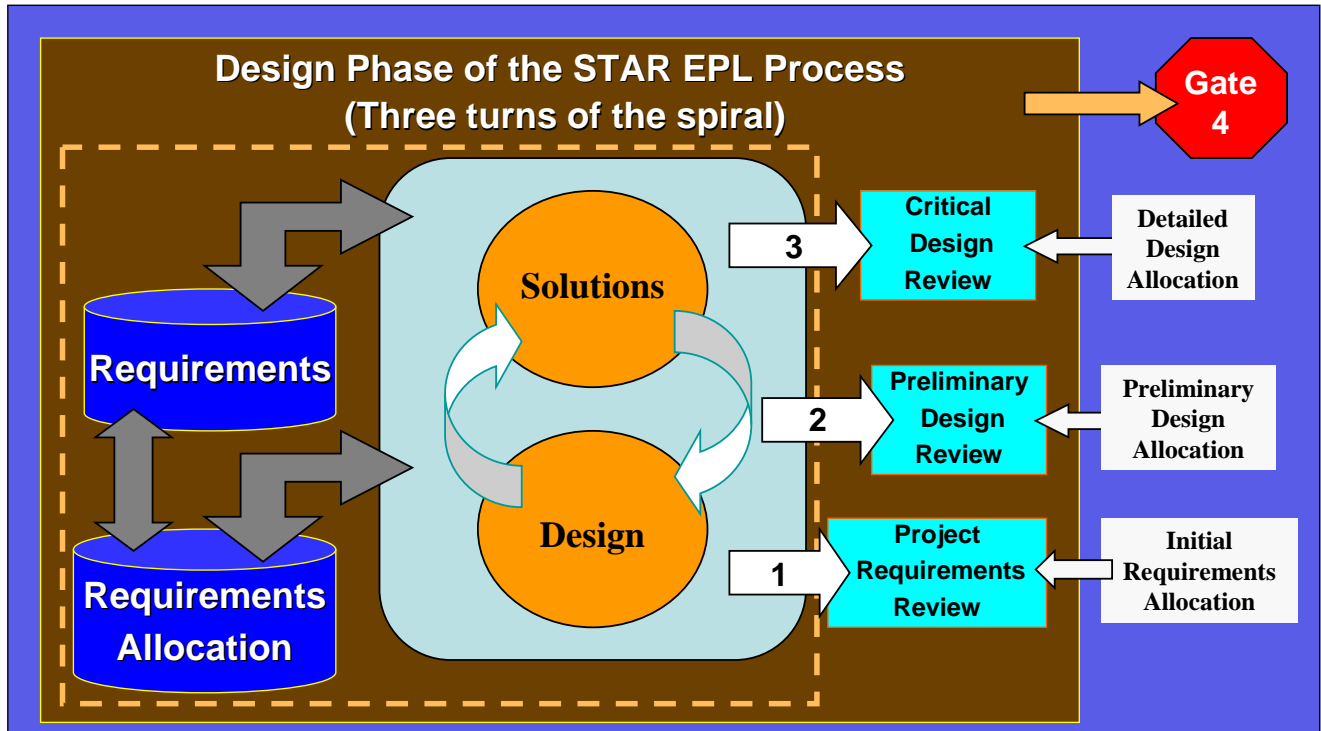 Design Phase of the STAR EPL Process
(Three turns of the spiral)
Gate
4
Requirements
Requirements
Allocation
Solutions
Design
3
Critical
Design
Review
Detailed
Design
Allocation
2
Preliminary
Design
Review
Preliminary
Design
Allocation
1
Project
Requirements
Review
Initial
Requirements
Allocation